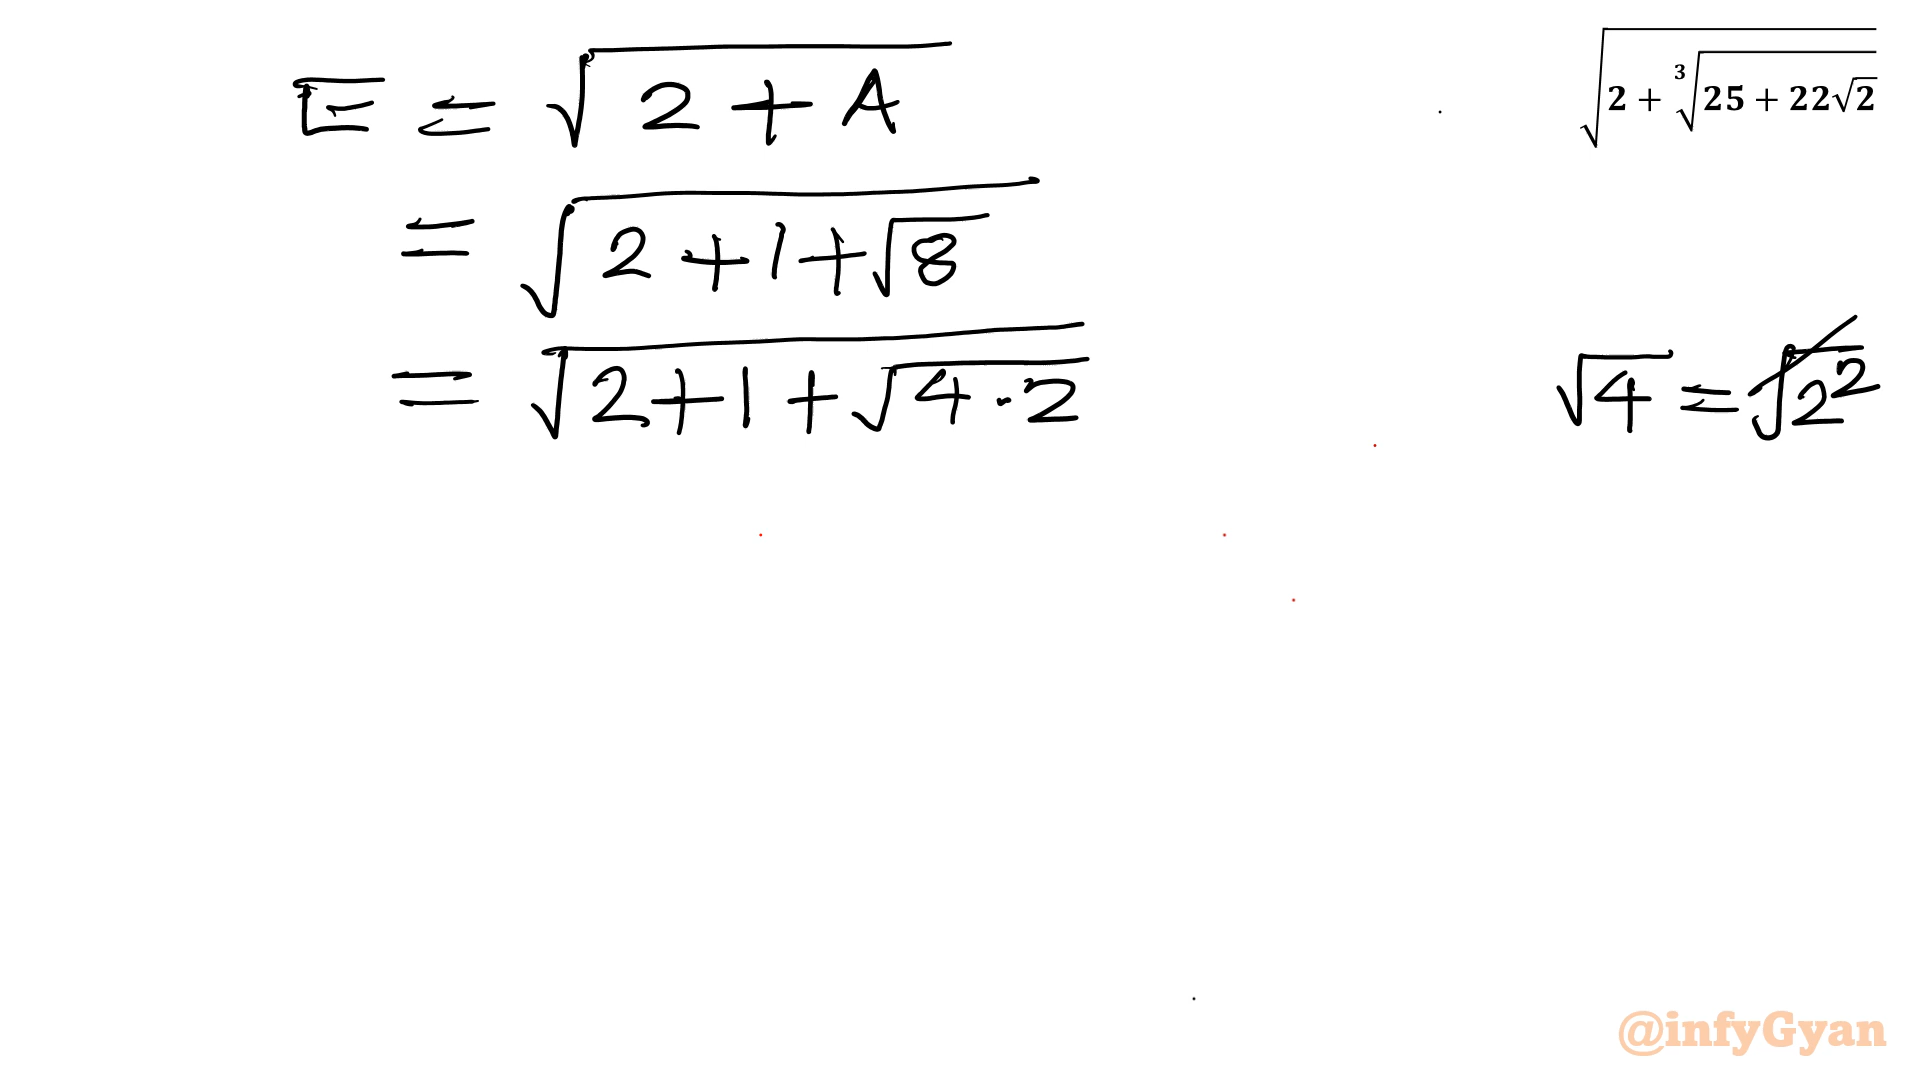 E = √(2 + A)
√(2 + ∛(25 + 22√2))
= √(2 + 1 + √8)
= √(2 + 1 + √(4 · 2))
√4 = √2²
@infyGyan